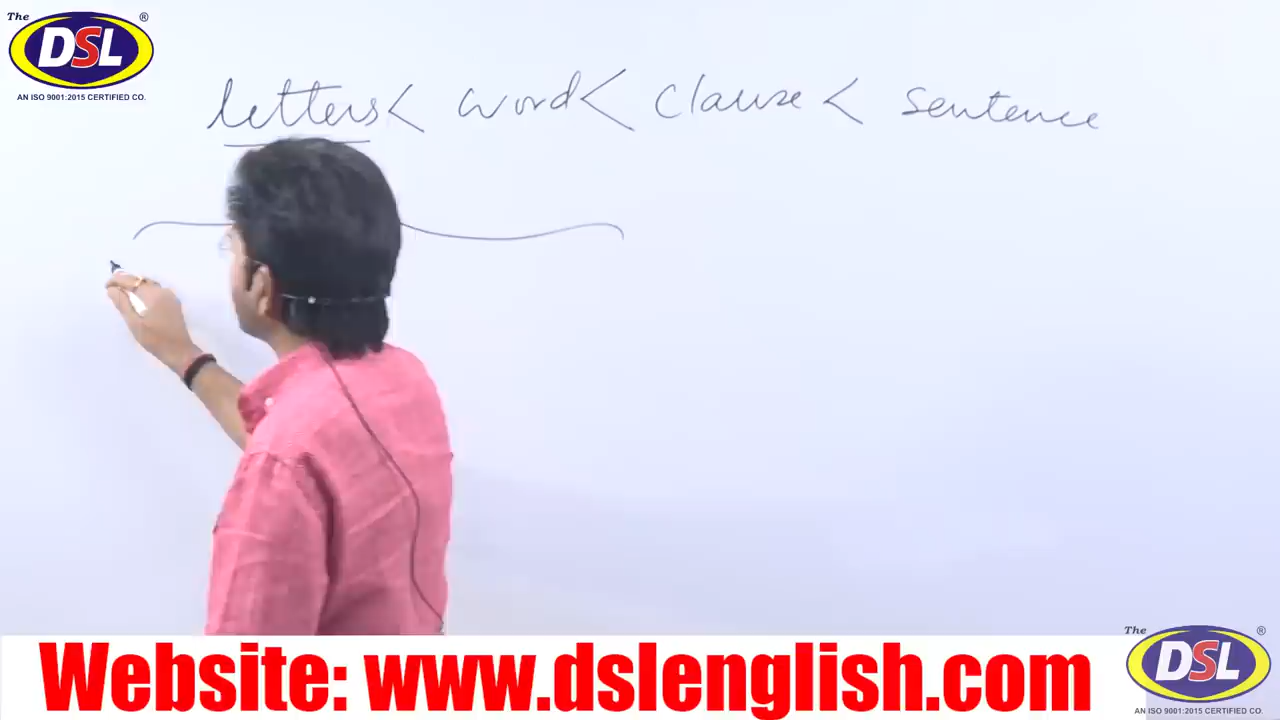 The ®
DSL
AN ISO 9001:2015 CERTIFIED CO.
letters < word < clause < sentence
Website: www.dslenglish.com
The ®
DSL
AN ISO 9001:2015 CERTIFIED CO.